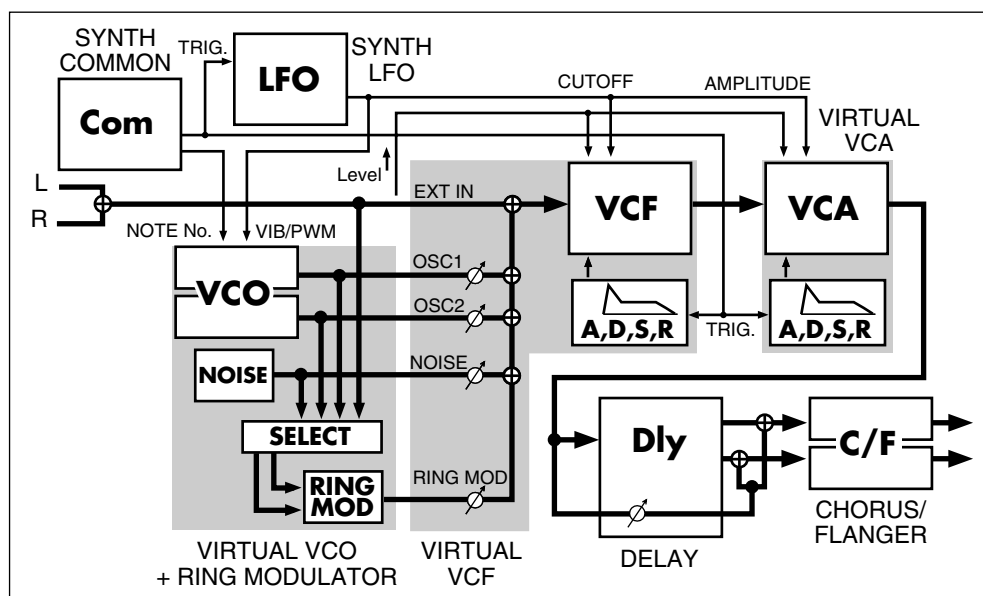 SYNTH
COMMON
TRIG.
LFO
SYNTH
LFO
Com
CUTOFF
AMPLITUDE
VIRTUAL
VCA
Level
L
R
EXT IN
VCF
VCA
NOTE No.
VIB/PWM
VCO
OSC1
OSC2
A,D,S,R
TRIG.
A,D,S,R
NOISE
NOISE
SELECT
RING
MOD
RING MOD
Dly
C/F
VIRTUAL VCO
+ RING MODULATOR
VIRTUAL
VCF
DELAY
CHORUS/
FLANGER